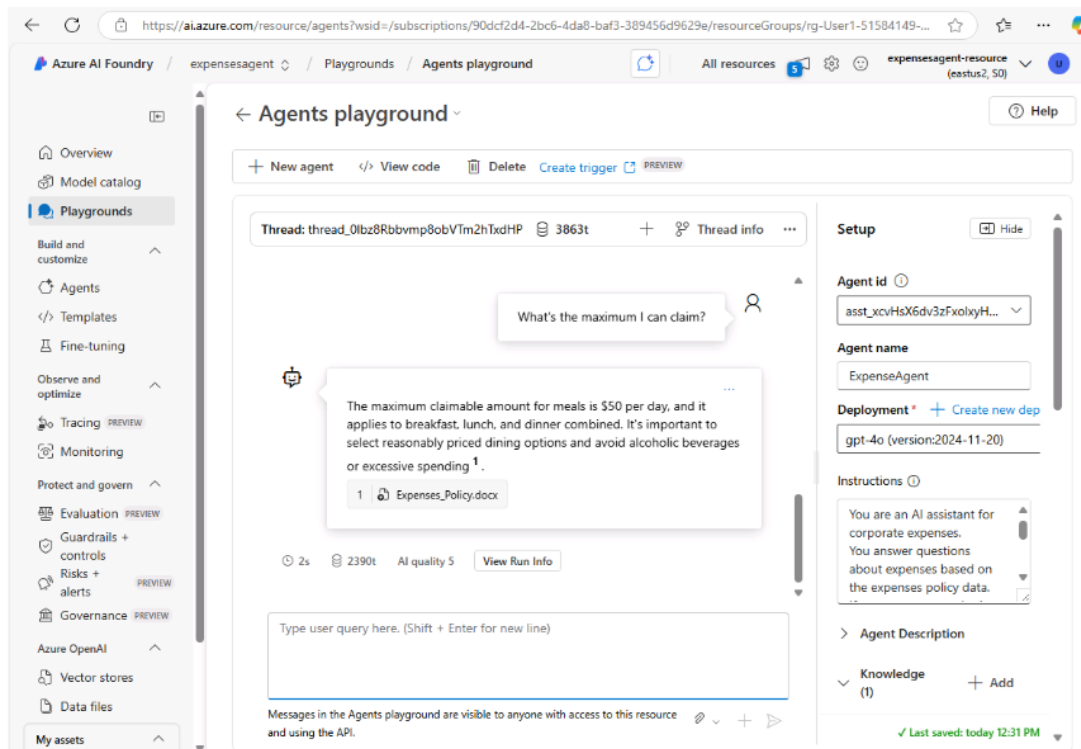 https://ai.azure.com/resource/agents?wsid=/subscriptions/90dcf2d4-2bc6-4da8-baf3-389456d9629e/resourceGroups/rg-User1-51584149-...
Azure AI Foundry / expensesagent / Playgrounds / Agents playground
All resources
5
expensesagent-resource
(eastus2, S0)
U
Overview
Model catalog
Playgrounds
Build and
customize
Agents
Templates
Fine-tuning
Observe and
optimize
Tracing PREVIEW
Monitoring
Protect and govern
Evaluation PREVIEW
Guardrails +
controls
Risks +
alerts PREVIEW
Governance PREVIEW
Azure OpenAI
Vector stores
Data files
My assets
Agents playground
Help
New agent
View code
Delete
Create trigger PREVIEW
Thread: thread_0lbz8Rbbvmp8obVTm2hTxdHP 3863t
Thread info
What's the maximum I can claim?
The maximum claimable amount for meals is $50 per day, and it
applies to breakfast, lunch, and dinner combined. It's important to
select reasonably priced dining options and avoid alcoholic beverages
or excessive spending 1 .
1 Expenses_Policy.docx
2s 2390t AI quality 5 View Run Info
Type user query here. (Shift + Enter for new line)
Messages in the Agents playground are visible to anyone with access to this resource
and using the API.
Setup
Hide
Agent id
asst_xcvHsX6dv3zFxolxyH...
Agent name
ExpenseAgent
Deployment * + Create new dep
gpt-4o (version:2024-11-20)
Instructions
You are an AI assistant for
corporate expenses.
You answer questions
about expenses based on
the expenses policy data.
Agent Description
Knowledge
(1)
+ Add
✓ Last saved: today 12:31 PM